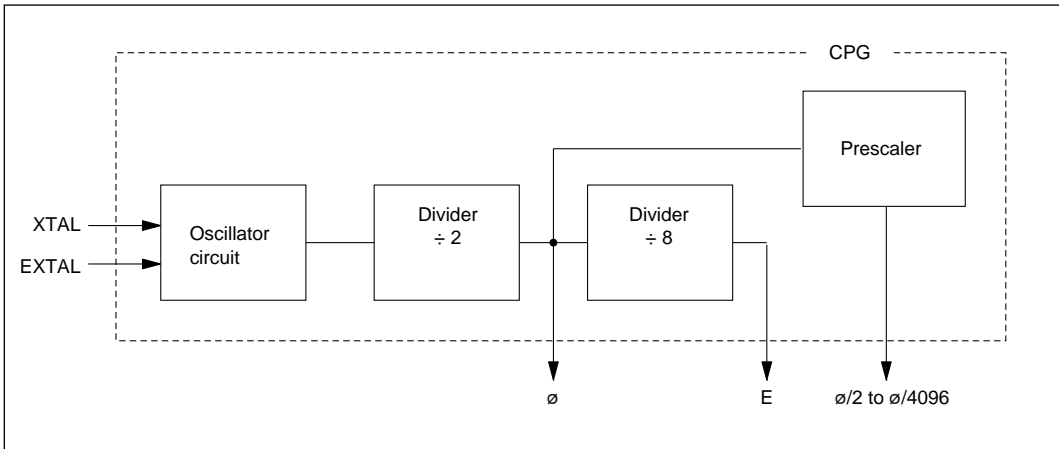 CPG
Prescaler
XTAL
EXTAL
Oscillator
circuit
Divider
÷ 2
Divider
÷ 8
ø
E
ø/2 to ø/4096